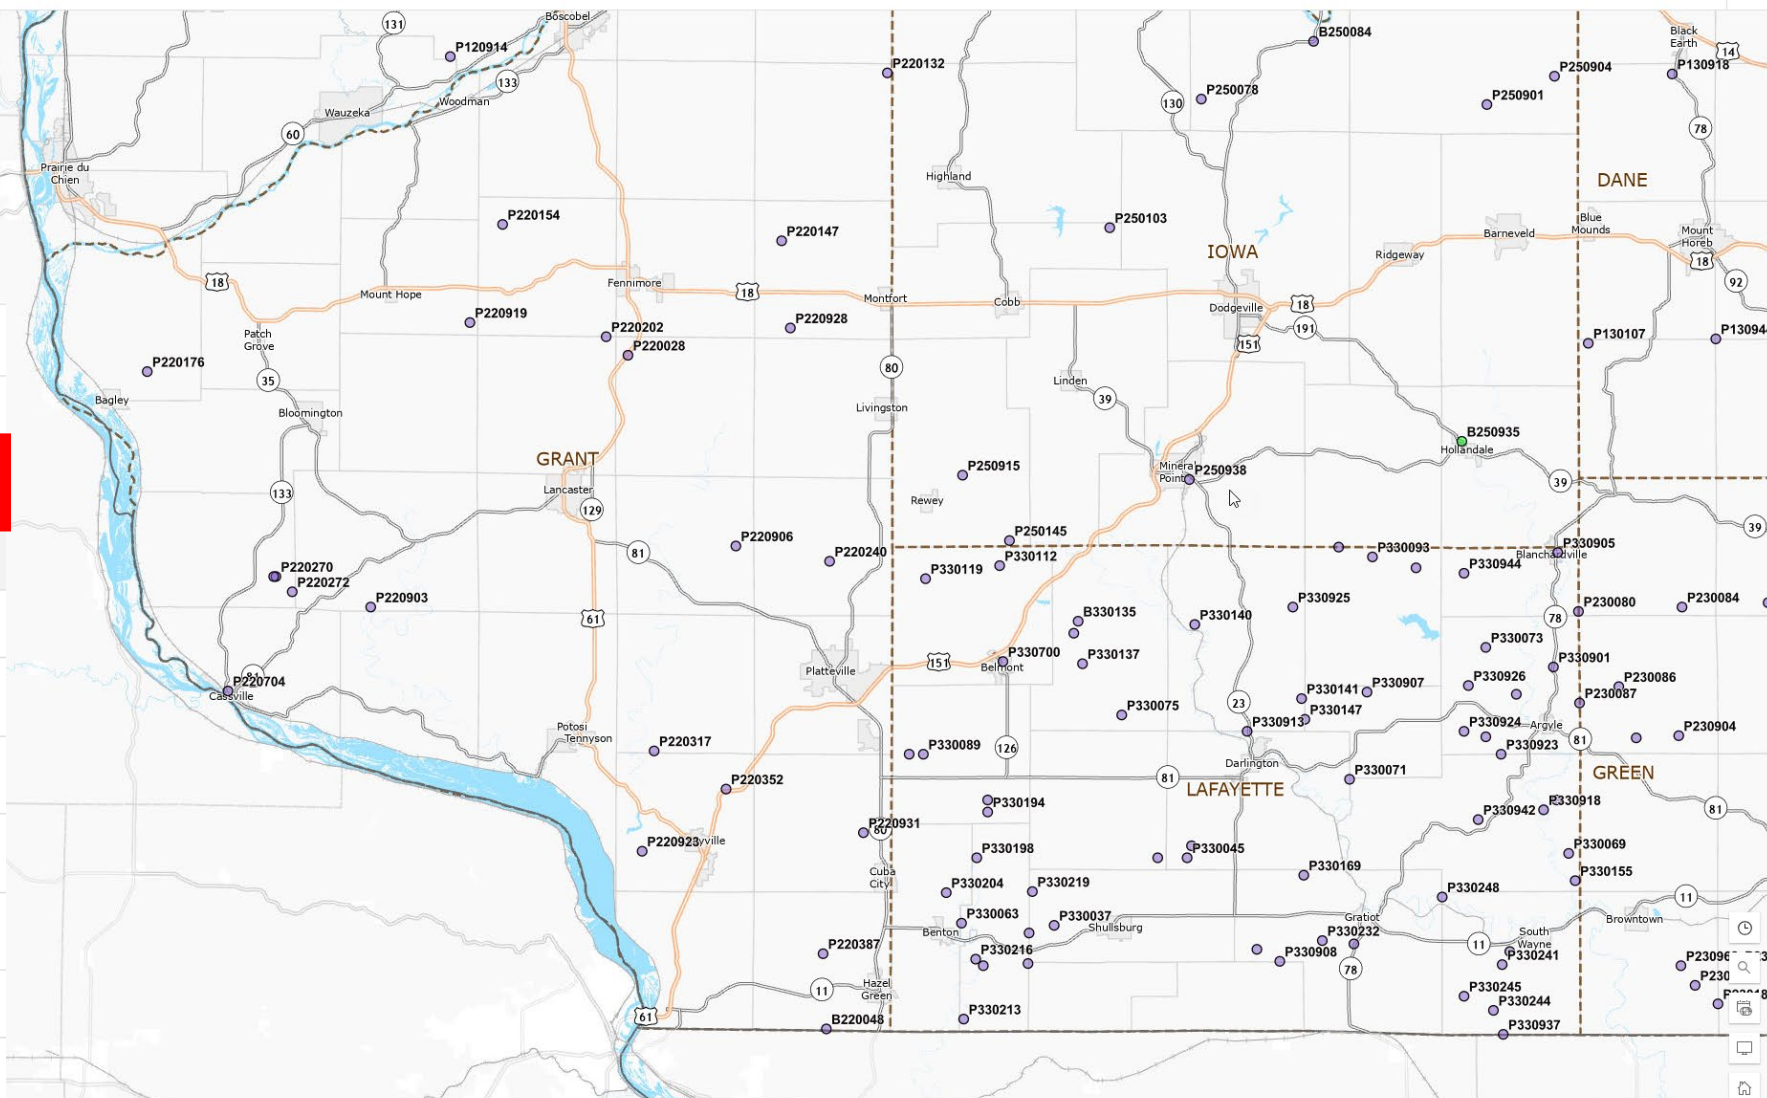 Boscobel
131
P120914
133
Woodman
Wauzeka
60
Prairie du
Chien
P220132
B250084
Black
Earth
14
P250904
P130918
P250901
P250078
130
78
Highland
DANE
P220154
P220147
P250103
Blue
Mounds
Barneveld
Mount
Horeb
18
IOWA
Ridgeway
92
18
Fennimore
Mount Hope
18
Montfort
Cobb
Dodgeville
18
P220919
P220928
P220202
P220028
191
151
P130107
P13094
Patch
Grove
P220176
35
80
Linden
39
Bagley
Bloomington
Livingston
B250935
Hollandale
GRANT
P250915
Mineral
Point
P250938
39
Lancaster
133
129
Rewey
39
P250145
P220906
P220240
81
P330112
P330119
P330093
P330905
Blanchardville
P330944
P220270
P220272
P220903
P330925
P230080
P230084
B330135
P330140
61
78
P330073
P330700
Belmont
P330137
P330901
151
Platteville
P230086
P330926
P230087
81
P220704
Cassville
P330141
P330907
P330147
23
P330075
P330913
P330924
Argyle
81
P230904
Potosi
Tennyson
P220317
P330089
126
P330923
Darlington
P330071
GREEN
81
LAFAYETTE
P220352
P330194
P330918
P330942
81
P220931
80
P220923
yville
P330198
P330045
P330069
P330169
P330155
Cuba
City
P330204
P330219
P330248
11
P330063
P330037
Gratiot
Browntown
Benton
Shullsburg
P330232
South
Wayne
11
P220387
P330216
P330908
P330241
78
11
Hazel
Green
P330245
P330244
P330213
61
B220048
P330937